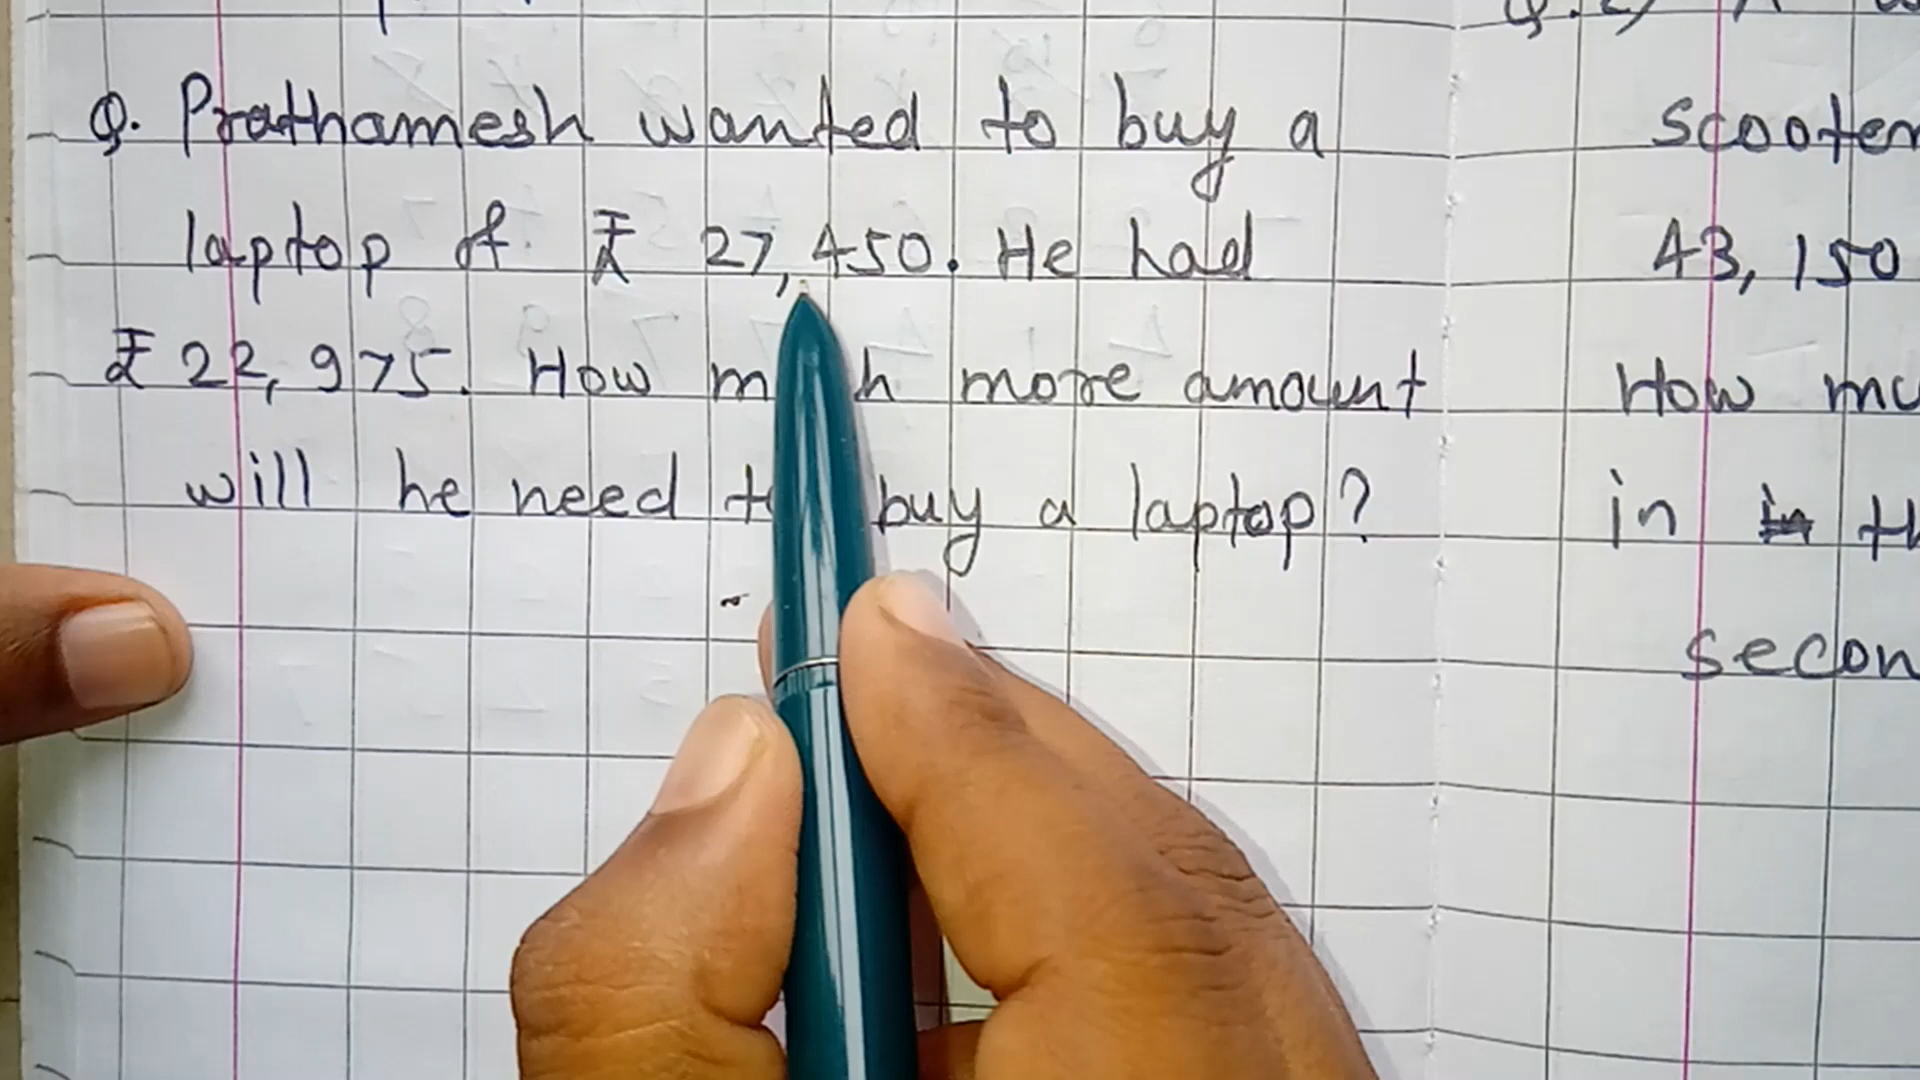 Q. Prathamesh wanted to buy a
laptop of ₹ 27,450. He had
₹ 22,975. How more amount
will he need buy a laptop?
scooter
43,150
How
in in